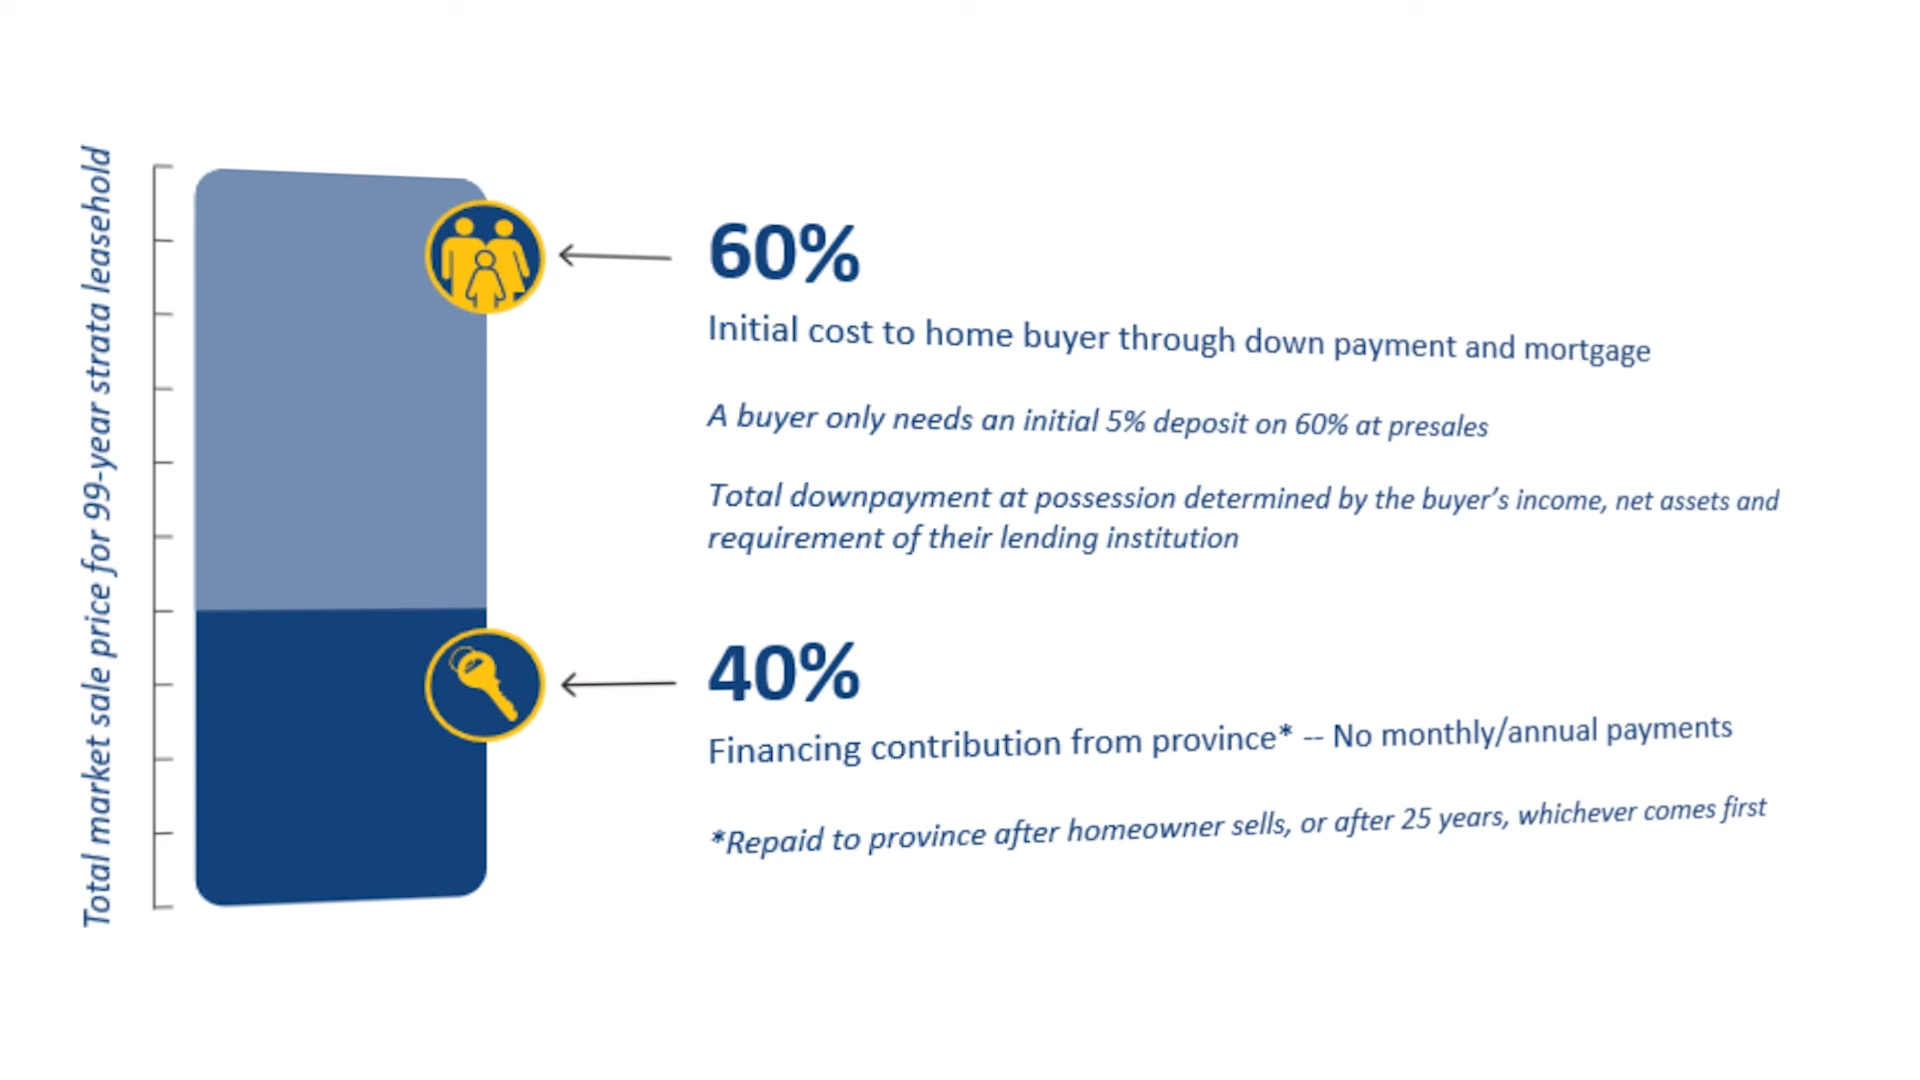 Total market sale price for 99-year strata leasehold
60%
Initial cost to home buyer through down payment and mortgage
A buyer only needs an initial 5% deposit on 60% at presales
Total downpayment at possession determined by the buyer’s income, net assets and
requirement of their lending institution
40%
Financing contribution from province* -- No monthly/annual payments
*Repaid to province after homeowner sells, or after 25 years, whichever comes first